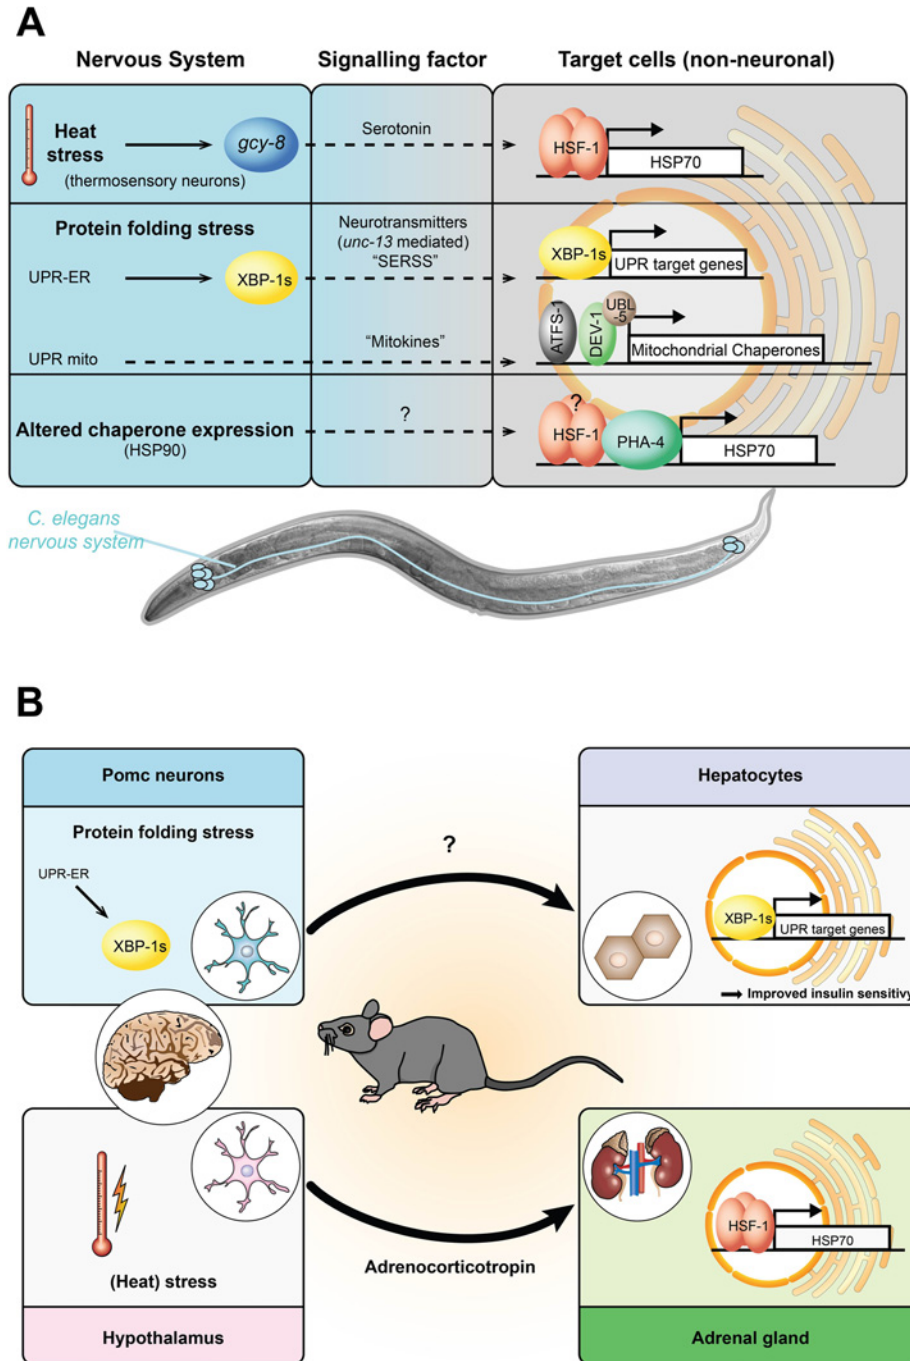 A
Nervous System
Signalling factor
Target cells (non-neuronal)
Heat
stress
(thermosensory neurons)
gcy-8
Serotonin
HSF-1
HSP70
Protein folding stress
UPR-ER
XBP-1s
Neurotransmitters
(unc-13 mediated)
“SERSS”
XBP-1s
UPR target genes
UPR mito
“Mitokines”
ATFS-1
DEV-1
UBL
-5
Mitochondrial Chaperones
Altered chaperone expression
(HSP90)
?
?
HSF-1
PHA-4
HSP70
C. elegans
nervous system
B
Pomc neurons
Protein folding stress
UPR-ER
XBP-1s
?
Hepatocytes
XBP-1s
UPR target genes
Improved insulin sensitivy
(Heat) stress
Hypothalamus
Adrenocorticotropin
HSF-1
HSP70
Adrenal gland